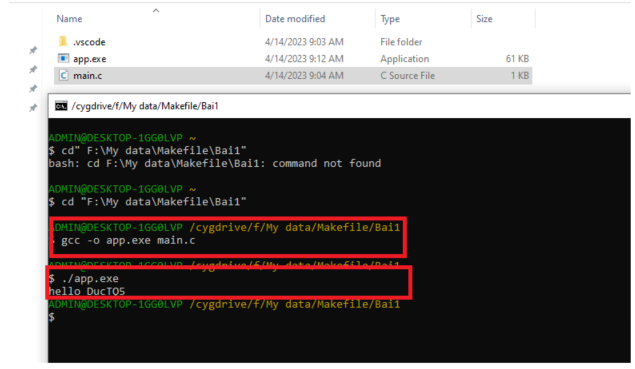 Name Date modified Type Size
.vscode 4/14/2023 9:03 AM File folder
app.exe 4/14/2023 9:12 AM Application 61 KB
main.c 4/14/2023 9:04 AM C Source File 1 KB
/cygdrive/f/My data/Makefile/Bai1
ADMIN@DESKTOP-1GG0LVP ~
$ cd" F:\My data\Makefile\Bai1"
bash: cd F:\My data\Makefile\Bai1: command not found
ADMIN@DESKTOP-1GG0LVP ~
$ cd "F:\My data\Makefile\Bai1"
ADMIN@DESKTOP-1GG0LVP /cygdrive/f/My data/Makefile/Bai1
$ gcc -o app.exe main.c
ADMIN@DESKTOP-1GG0LVP /cygdrive/f/My data/Makefile/Bai1
$ ./app.exe
hello DucTQ5
ADMIN@DESKTOP-1GG0LVP /cygdrive/f/My data/Makefile/Bai1
$